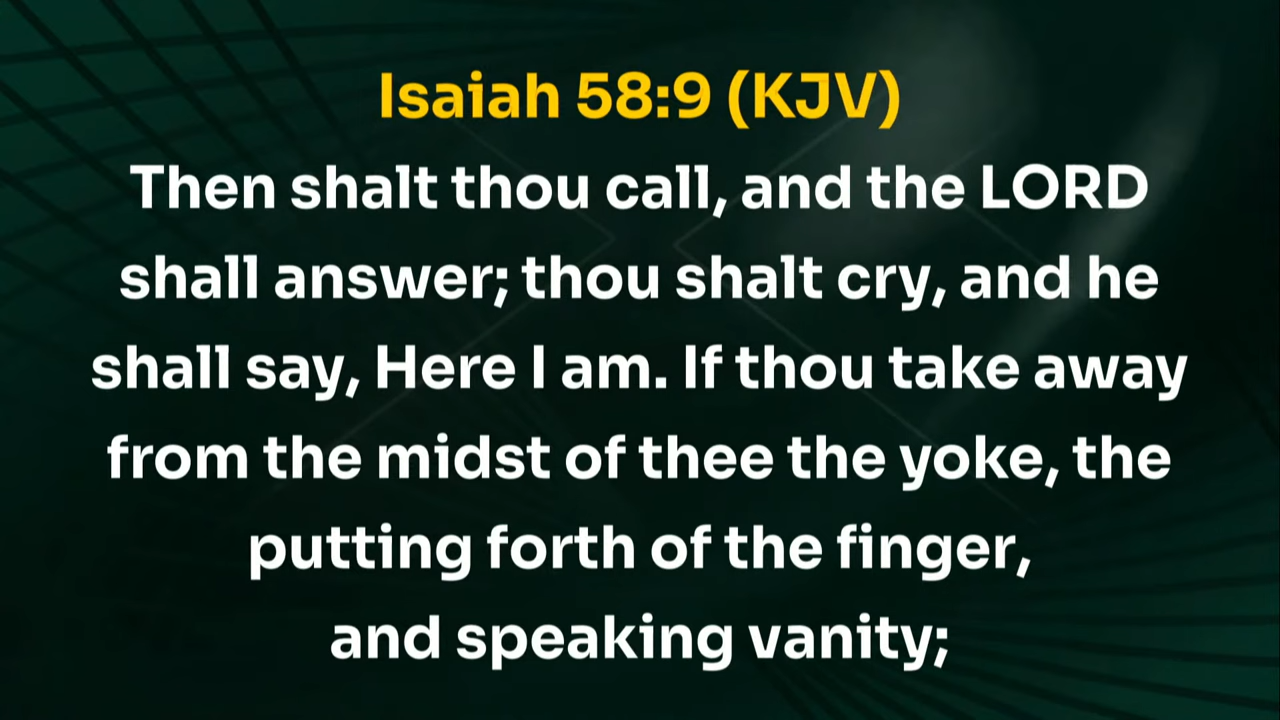 Isaiah 58:9 (KJV)
Then shalt thou call, and the LORD
shall answer; thou shalt cry, and he
shall say, Here I am. If thou take away
from the midst of thee the yoke, the
putting forth of the finger,
and speaking vanity;